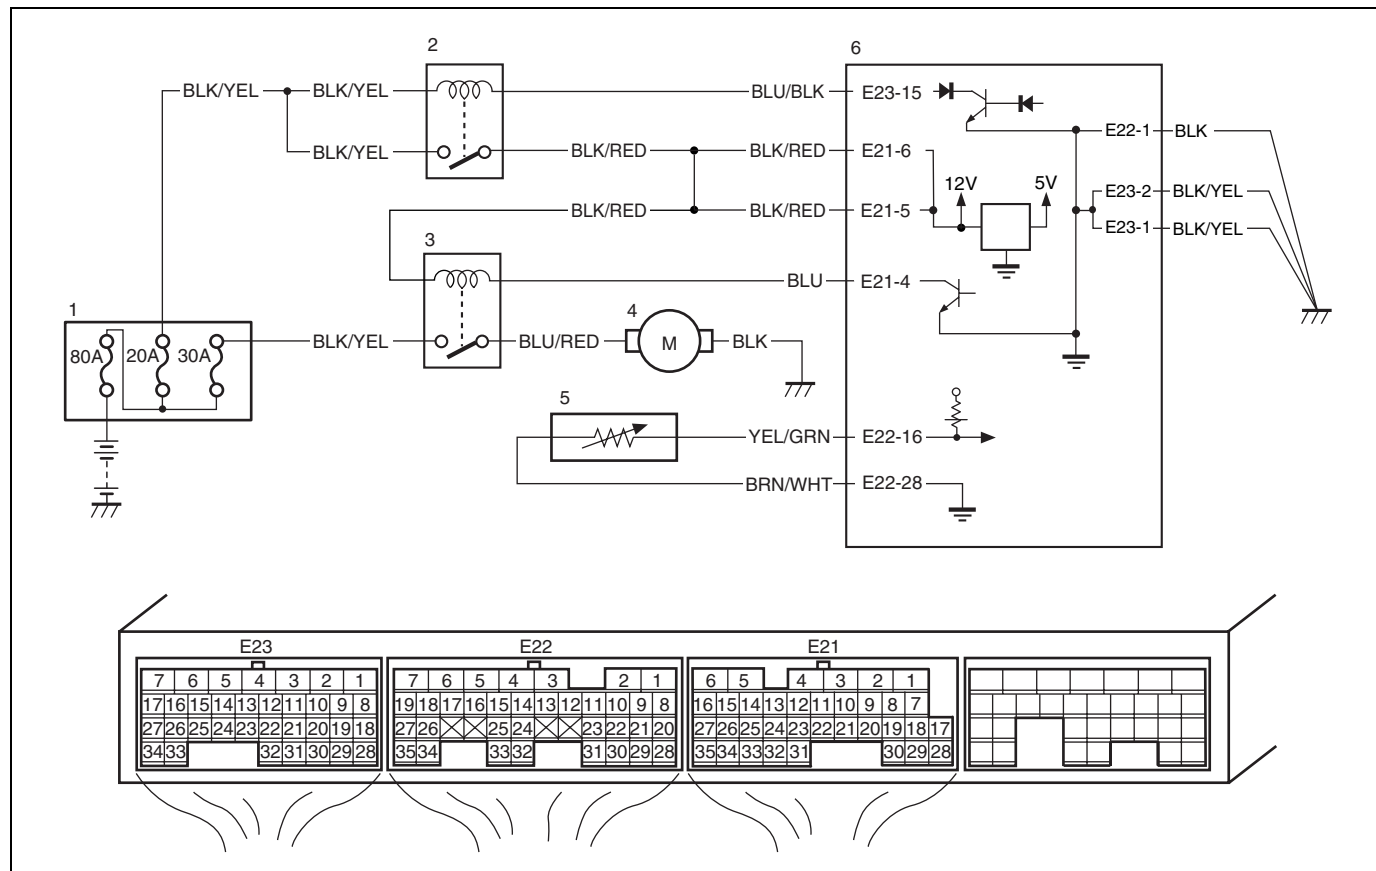 2
6
BLK/YEL BLK/YEL BLU/BLK E23-15
E22-1 BLK
BLK/YEL BLK/RED BLK/RED E21-6
12V 5V
E23-2 BLK/YEL
BLK/RED BLK/RED E21-5
E23-1 BLK/YEL
3
BLU E21-4
1
4
BLK/YEL BLU/RED M BLK
80A 20A 30A
5
YEL/GRN E22-16
BRN/WHT E22-28
E23 E22 E21
7 6 5 4 3 2 1 7 6 5 4 3 2 1 6 5 4 3 2 1
17 16 15 14 13 12 11 10 9 8 19 18 17 16 15 14 13 12 11 10 9 8 16 15 14 13 12 11 10 9 8 7
27 26 25 24 23 22 21 20 19 18 27 26 25 24 23 22 21 20 27 26 25 24 23 22 21 20 19 18 17
34 33 32 31 30 29 28 35 34 33 32 31 30 29 28 35 34 33 32 31 30 29 28